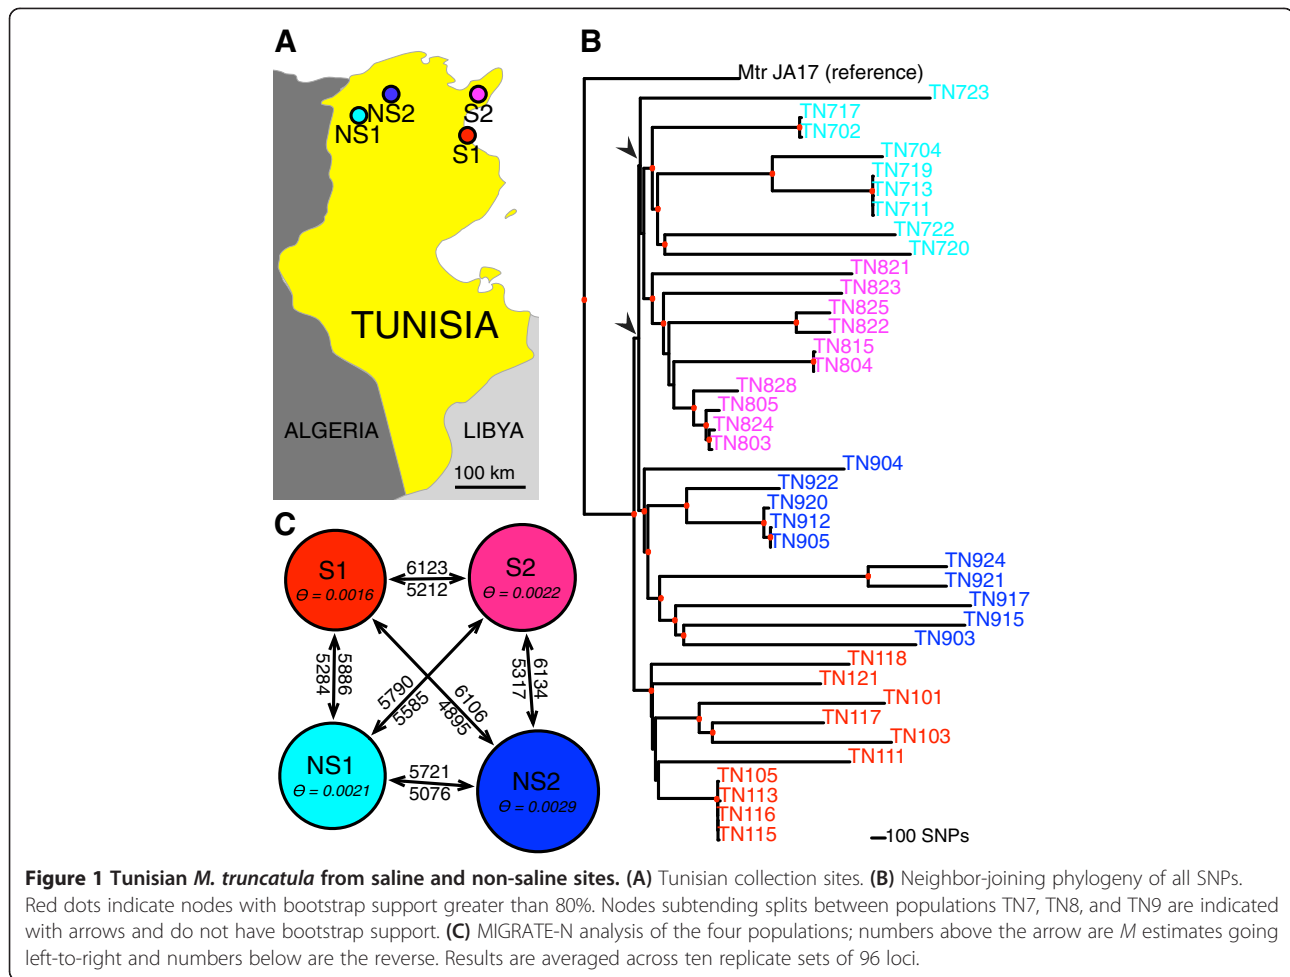 A
NS2
NS1
S2
S1
TUNISIA
ALGERIA
LIBYA
100 km
B
Mtr JA17 (reference)
TN723
TN717
TN702
TN704
TN719
TN713
TN711
TN722
TN720
TN821
TN823
TN825
TN822
TN815
TN804
TN828
TN805
TN824
TN803
TN904
TN922
TN920
TN912
TN905
TN924
TN921
TN917
TN915
TN903
TN118
TN121
TN101
TN117
TN103
TN111
TN105
TN113
TN116
TN115
100 SNPs
C
S1
Θ = 0.0016
6123
5212
S2
Θ = 0.0022
5886
5284
5790
5585
6106
4895
6134
5317
NS1
Θ = 0.0021
5721
5076
NS2
Θ = 0.0029
Figure 1 Tunisian M. truncatula from saline and non-saline sites. (A) Tunisian collection sites. (B) Neighbor-joining phylogeny of all SNPs.
Red dots indicate nodes with bootstrap support greater than 80%. Nodes subtending splits between populations TN7, TN8, and TN9 are indicated
with arrows and do not have bootstrap support. (C) MIGRATE-N analysis of the four populations; numbers above the arrow are M estimates going
left-to-right and numbers below are the reverse. Results are averaged across ten replicate sets of 96 loci.